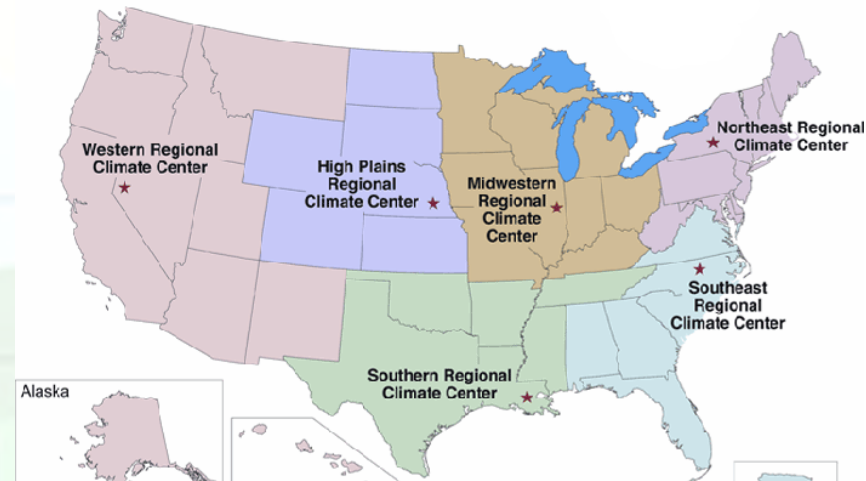 Western Regional
Climate Center
High Plains
Regional
Climate Center
Midwestern
Regional
Climate
Center
Northeast Regional
Climate Center
Southeast
Regional
Climate Center
Southern Regional
Climate Center
Alaska